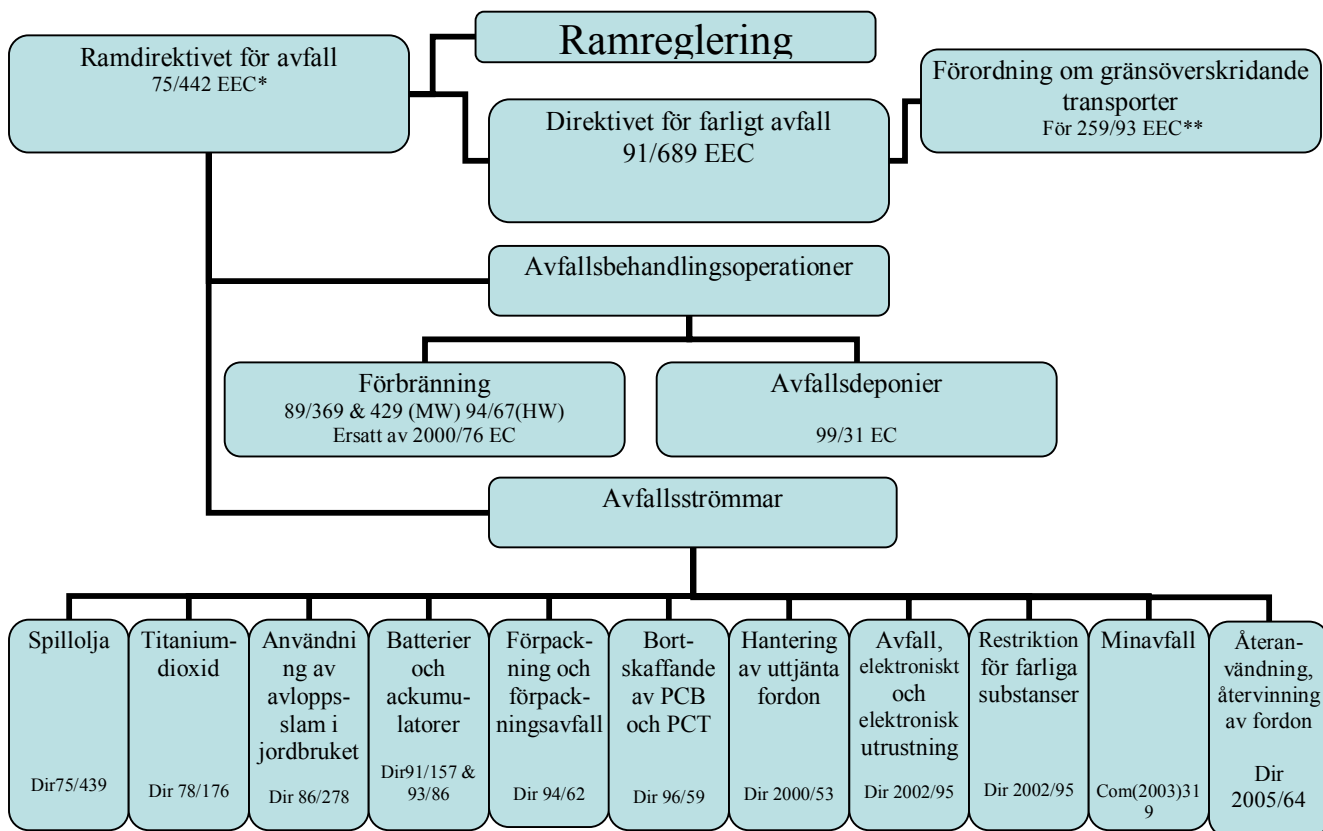 Ramreglering
Ramdirektivet för avfall
75/442 EEC*
Förordning om gränsöverskridande
transporter
För 259/93 EEC**
Direktivet för farligt avfall
91/689 EEC
Avfallsbehandlingsoperationer
Förbränning
89/369 & 429 (MW) 94/67(HW)
Ersatt av 2000/76 EC
Avfallsdeponier
99/31 EC
Avfallsströmmar
Spillolja
Dir75/439
Titanium-
dioxid
Dir 78/176
Användni
ng av
avlopps-
slam i
jordbruket
Dir 86/278
Batterier
och
ackumu-
latorer
Dir91/157 &
93/86
Förpack-
ning och
förpack-
ningsavfall
Dir 94/62
Bort-
skaffande
av PCB
och PCT
Dir 96/59
Hantering
av uttjänta
fordon
Dir 2000/53
Avfall,
elektroniskt
och
elektronisk
utrustning
Dir 2002/95
Restriktion
för farliga
substanser
Dir 2002/95
Minavfall
Com(2003)31
9
Återan-
vändning,
återvinning
av fordon
Dir
2005/64